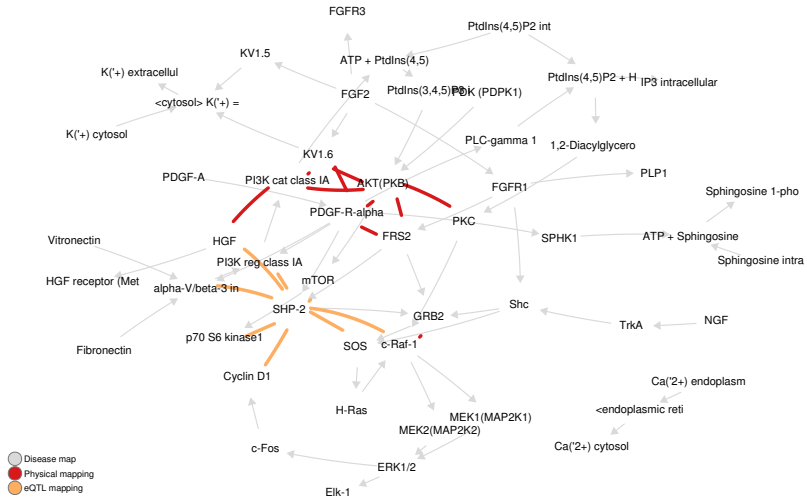 FGFR3
PtdIns(4,5)P2 int
KV1.5
ATP + PtdIns(4,5)
K('+) extracellul
PtdIns(4,5)P2 + H
IP3 intracellular
PtdIns(3,4,5)P3
PDK (PDPK1)
FGF2
<cytosol> K('+) =
K('+) cytosol
PLC-gamma 1
1,2-Diacylglycero
KV1.6
PDGF-A
PI3K cat class IA
AKT(PKB)
FGFR1
PLP1
Sphingosine 1-pho
PDGF-R-alpha
PKC
Vitronectin
HGF
FRS2
SPHK1
ATP + Sphingosine
PI3K reg class IA
Sphingosine intra
HGF receptor (Met
alpha-V/beta-3 in
mTOR
SHP-2
GRB2
Shc
TrkA
NGF
p70 S6 kinase1
Fibronectin
SOS
c-Raf-1
Cyclin D1
Ca('2+) endoplasm
H-Ras
MEK1(MAP2K1)
<endoplasmic reti
MEK2(MAP2K2)
c-Fos
Ca('2+) cytosol
ERK1/2
Elk-1
Disease map
Physical mapping
eQTL mapping